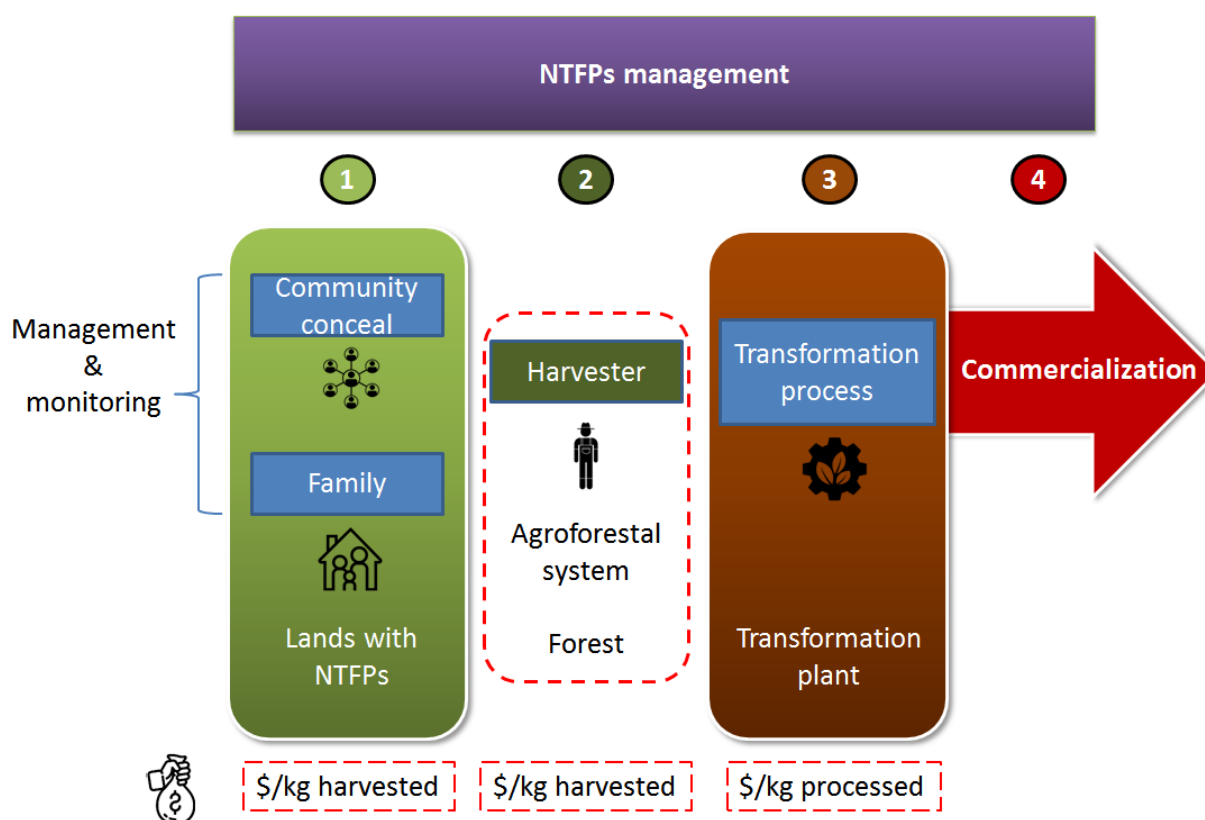 NTFPs management
1
2
3
4
Management
&
monitoring
Community
conceal
Family
Lands with
NTFPs
Harvester
Agroforestal
system
Forest
Transformation
process
Transformation
plant
Commercialization
$
$/kg harvested
$/kg harvested
$/kg processed